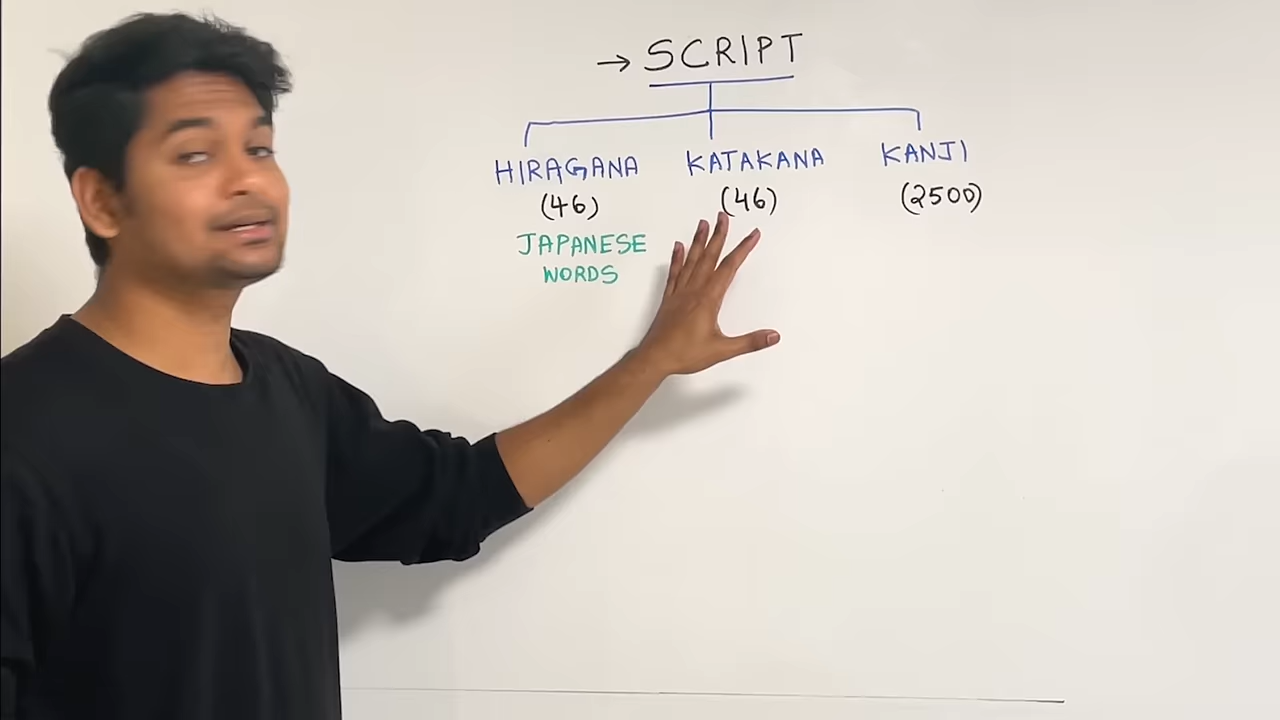 → SCRIPT
HIRAGANA KATAKANA KANJI
(46) (46) (2500)
JAPANESE
WORDS